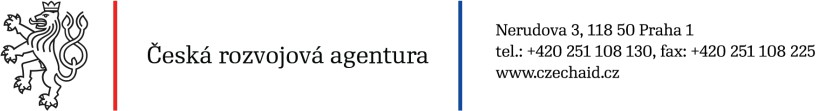 Česká rozvojová agentura
Nerudova 3, 118 50 Praha 1
tel.: +420 251 108 130, fax: +420 251 108 225
www.czechaid.cz